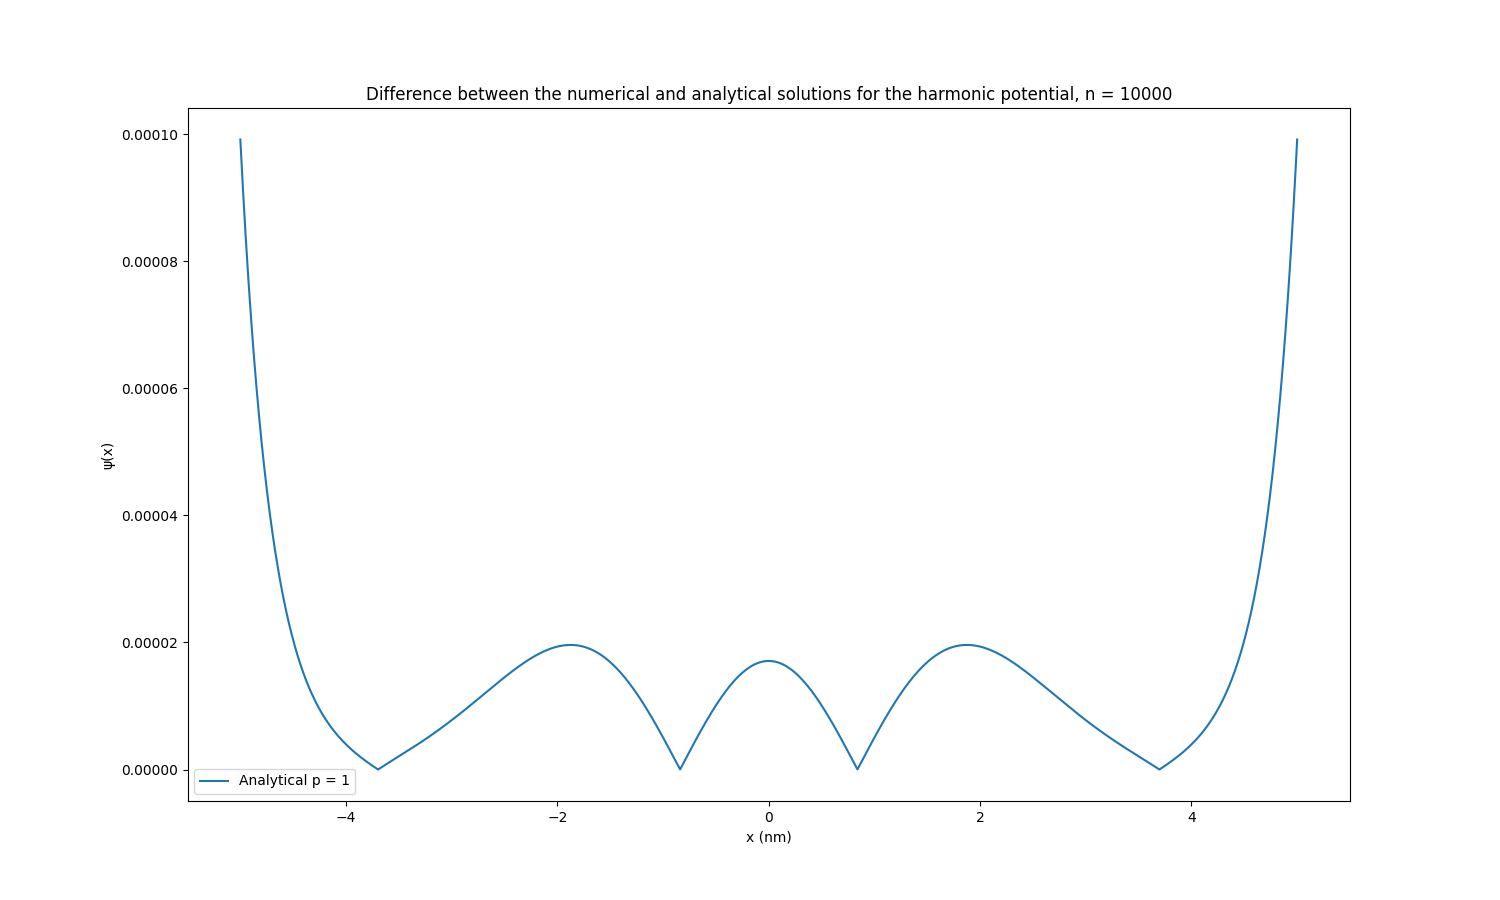 Difference between the numerical and analytical solutions for the harmonic potential, n = 10000
0.00010
0.00008
0.00006
0.00004
0.00002
0.00000
ψ(x)
Analytical p = 1
−4
−2
0
2
4
x (nm)